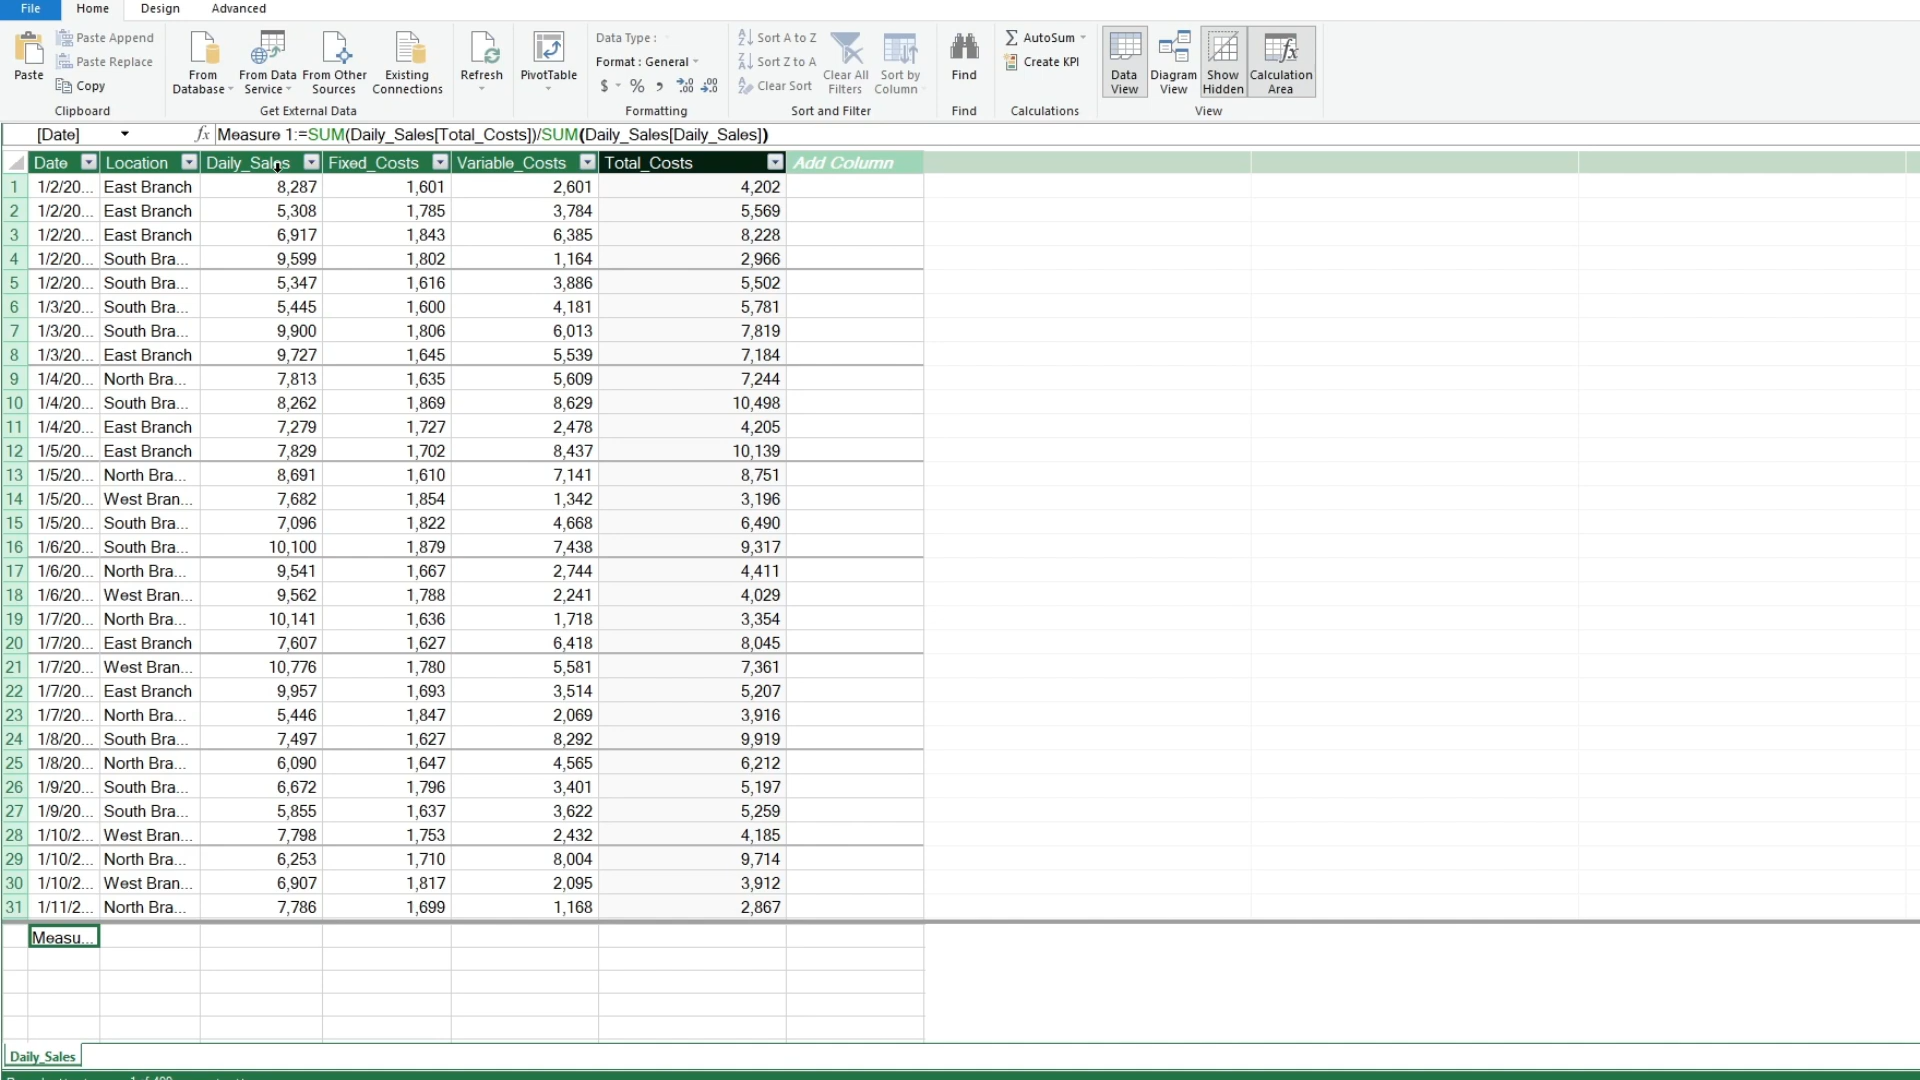 File Home Design Advanced
Paste Paste Append Paste Replace Copy Clipboard
From Database From Data Service From Other Sources Existing Connections Get External Data
Refresh
PivotTable
Data Type : Format : General $ % , Formatting
Sort A to Z Sort Z to A Clear Sort Clear All Filters Sort by Column Sort and Filter
Find Find
AutoSum Create KPI Calculations
Data View Diagram View Show Hidden Calculation Area View
[Date] fx Measure 1:=SUM(Daily_Sales[Total_Costs])/SUM(Daily_Sales[Daily_Sales])
Date Location Daily_Sales Fixed_Costs Variable_Costs Total_Costs Add Column
1 1/2/20... East Branch 8,287 1,601 2,601 4,202
2 1/2/20... East Branch 5,308 1,785 3,784 5,569
3 1/2/20... East Branch 6,917 1,843 6,385 8,228
4 1/2/20... South Bra... 9,599 1,802 1,164 2,966
5 1/2/20... South Bra... 5,347 1,616 3,886 5,502
6 1/3/20... South Bra... 5,445 1,600 4,181 5,781
7 1/3/20... South Bra... 9,900 1,806 6,013 7,819
8 1/3/20... East Branch 9,727 1,645 5,539 7,184
9 1/4/20... North Bra... 7,813 1,635 5,609 7,244
10 1/4/20... South Bra... 8,262 1,869 8,629 10,498
11 1/4/20... East Branch 7,279 1,727 2,478 4,205
12 1/5/20... East Branch 7,829 1,702 8,437 10,139
13 1/5/20... North Bra... 8,691 1,610 7,141 8,751
14 1/5/20... West Bran... 7,682 1,854 1,342 3,196
15 1/5/20... South Bra... 7,096 1,822 4,668 6,490
16 1/6/20... South Bra... 10,100 1,879 7,438 9,317
17 1/6/20... North Bra... 9,541 1,667 2,744 4,411
18 1/6/20... West Bran... 9,562 1,788 2,241 4,029
19 1/7/20... North Bra... 10,141 1,636 1,718 3,354
20 1/7/20... East Branch 7,607 1,627 6,418 8,045
21 1/7/20... West Bran... 10,776 1,780 5,581 7,361
22 1/7/20... East Branch 9,957 1,693 3,514 5,207
23 1/7/20... North Bra... 5,446 1,847 2,069 3,916
24 1/8/20... South Bra... 7,497 1,627 8,292 9,919
25 1/8/20... North Bra... 6,090 1,647 4,565 6,212
26 1/9/20... South Bra... 6,672 1,796 3,401 5,197
27 1/9/20... South Bra... 5,855 1,637 3,622 5,259
28 1/10/2... West Bran... 7,798 1,753 2,432 4,185
29 1/10/2... North Bra... 6,253 1,710 8,004 9,714
30 1/10/2... West Bran... 6,907 1,817 2,095 3,912
31 1/11/2... North Bra... 7,786 1,699 1,168 2,867
Measu...
Daily_Sales